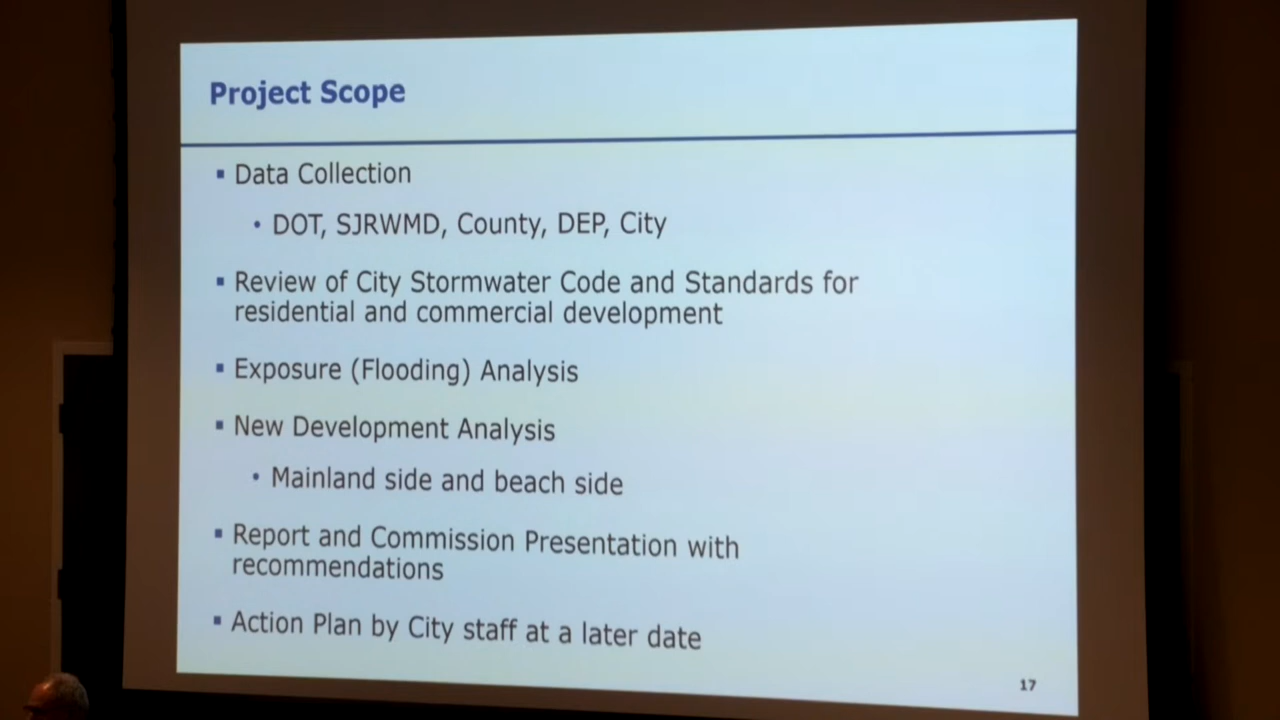 Project Scope
▪ Data Collection
• DOT, SJRWMD, County, DEP, City
▪ Review of City Stormwater Code and Standards for
residential and commercial development
▪ Exposure (Flooding) Analysis
▪ New Development Analysis
• Mainland side and beach side
▪ Report and Commission Presentation with
recommendations
▪ Action Plan by City staff at a later date
17